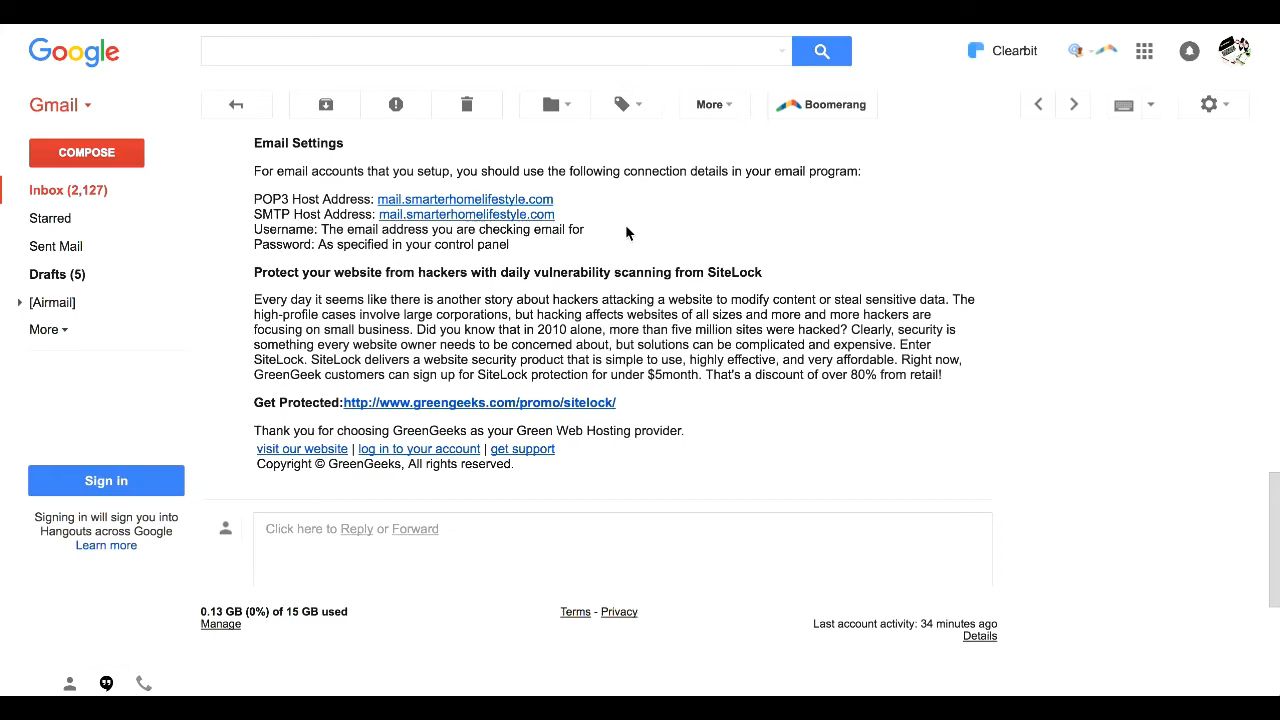 Google
Clearbit
Gmail
More
Boomerang
COMPOSE
Inbox (2,127)
Starred
Sent Mail
Drafts (5)
[Airmail]
More
Email Settings
For email accounts that you setup, you should use the following connection details in your email program:
POP3 Host Address: mail.smarterhomelifestyle.com
SMTP Host Address: mail.smarterhomelifestyle.com
Username: The email address you are checking email for
Password: As specified in your control panel
Protect your website from hackers with daily vulnerability scanning from SiteLock
Every day it seems like there is another story about hackers attacking a website to modify content or steal sensitive data. The
high-profile cases involve large corporations, but hacking affects websites of all sizes and more and more hackers are
focusing on small business. Did you know that in 2010 alone, more than five million sites were hacked? Clearly, security is
something every website owner needs to be concerned about, but solutions can be complicated and expensive. Enter
SiteLock. SiteLock delivers a website security product that is simple to use, highly effective, and very affordable. Right now,
GreenGeek customers can sign up for SiteLock protection for under $5month. That's a discount of over 80% from retail!
Get Protected:http://www.greengeeks.com/promo/sitelock/
Thank you for choosing GreenGeeks as your Green Web Hosting provider.
visit our website | log in to your account | get support
Copyright © GreenGeeks, All rights reserved.
Sign in
Signing in will sign you into
Hangouts across Google
Learn more
Click here to Reply or Forward
0.13 GB (0%) of 15 GB used
Manage
Terms - Privacy
Last account activity: 34 minutes ago
Details